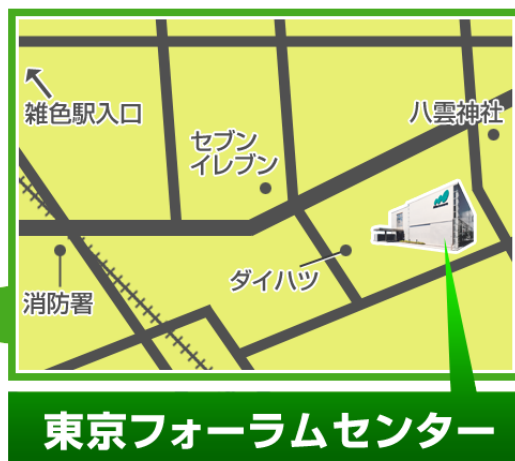 雑色駅入口
八雲神社
セブン
イレブン
ダイハツ
消防署
東京フォーラムセンター